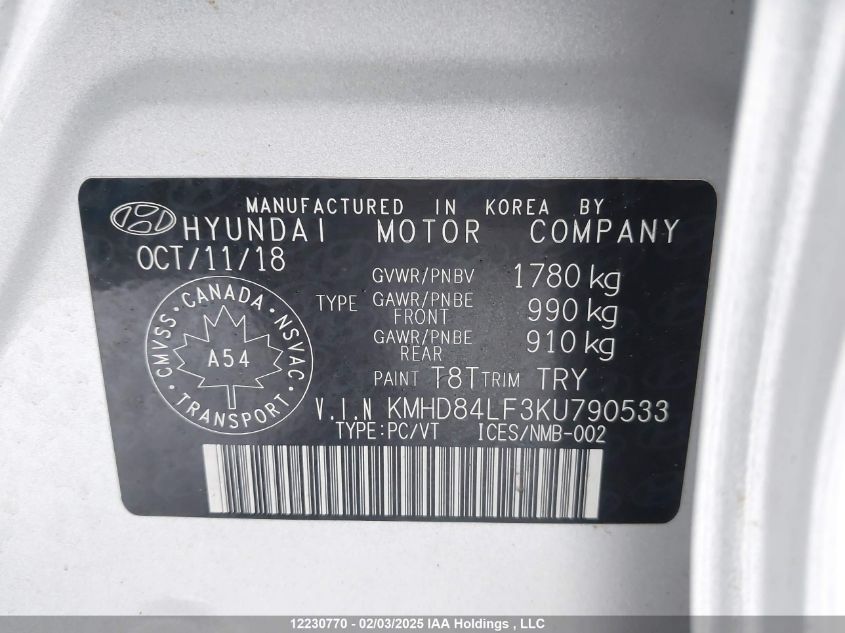 MANUFACTURED IN KOREA BY
HYUNDAI MOTOR COMPANY
OCT/11/18
GVWR/PNBV 1780 kg
TYPE
GAWR/PNBE FRONT 990 kg
GAWR/PNBE REAR 910 kg
PAINT T8T TRIM TRY
V.I.N KMHD84LF3KU790533
TYPE:PC/VT ICES/NMB-002
CANADA
CMVSS
NSVAC
A54
TRANSPORT
12230770 - 02/03/2025 IAA Holdings , LLC